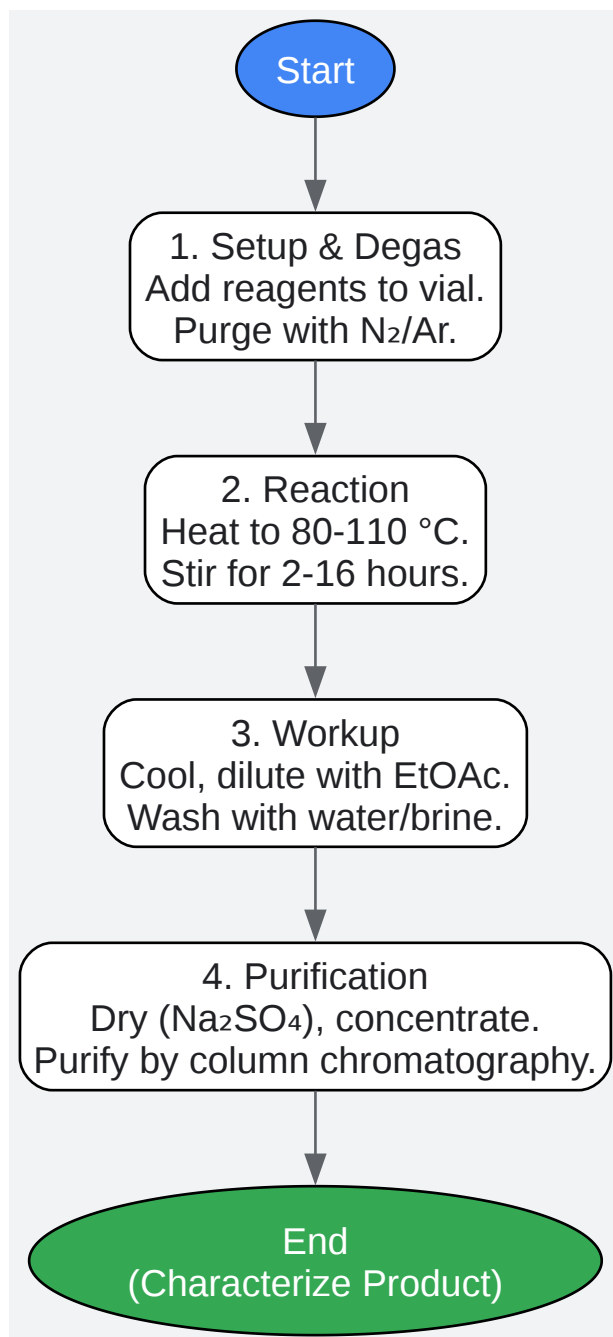 Start
1. Setup & Degas
Add reagents to vial.
Purge with N₂/Ar.
2. Reaction
Heat to 80-110 °C.
Stir for 2-16 hours.
3. Workup
Cool, dilute with EtOAc.
Wash with water/brine.
4. Purification
Dry (Na₂SO₄), concentrate.
Purify by column chromatography.
End
(Characterize Product)